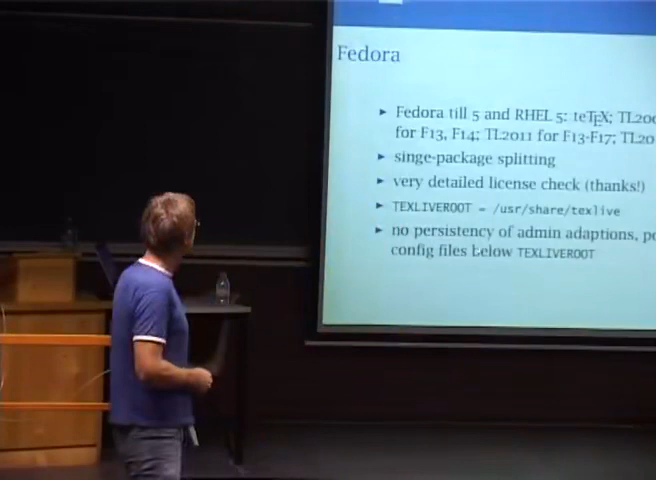 Fedora
Fedora till 5 and RHEL 5: teTEX; TL200
for F13, F14; TL2011 for F13-F17; TL20
singe-package splitting
very detailed license check (thanks!)
TEXLIVEROOT = /usr/share/texlive
no persistency of admin adaptions,
config files below TEXLIVEROOT